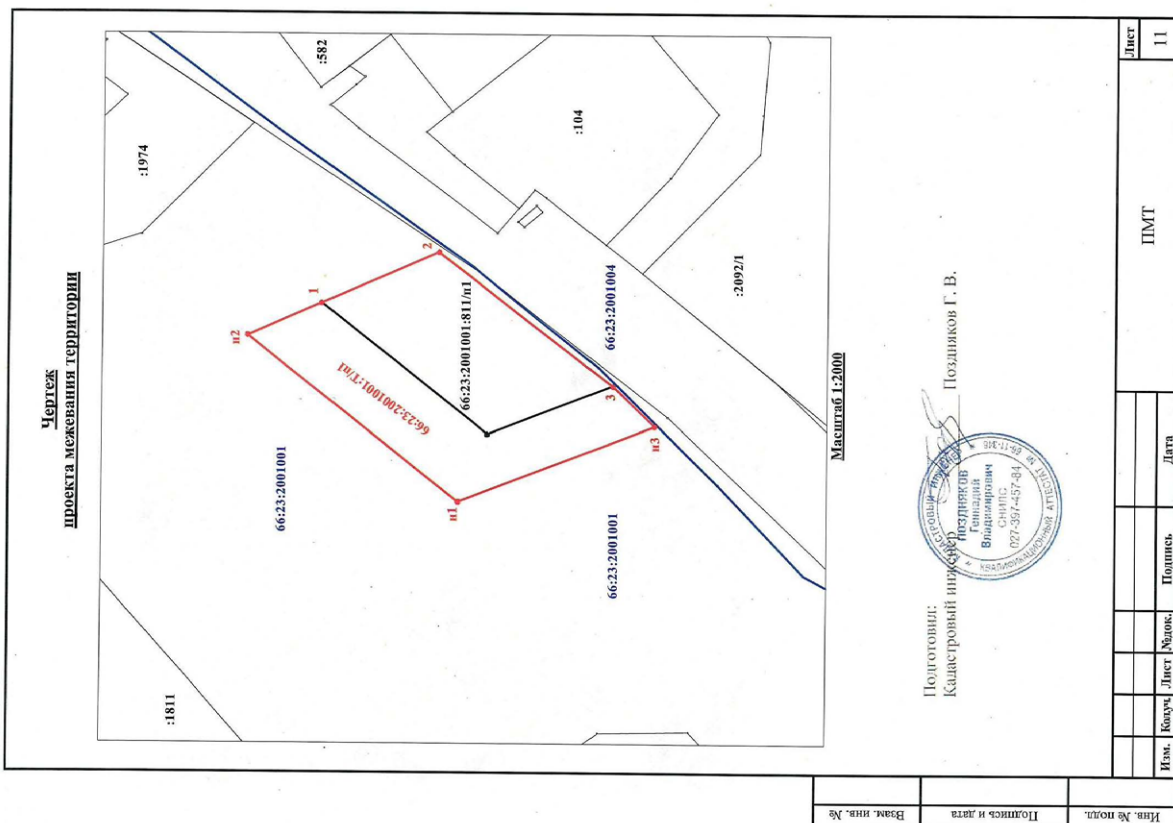 Чертеж
проекта межевания территории
:1811
:1974
:582
66:23:2001001
н2
1
2
:104
66:23:2001001:Т/п1
66:23:2001001:811/п1
н1
3
н3
66:23:2001004
66:23:2001001
:2092/1
Масштаб 1:2000
Подготовил:
Кадастровый инженер Поздняков Г. В.
КВАЛИФИКАЦИОННЫЙ АТТЕСТАТ № 66-11-
ПОЗДНЯКОВ
Геннадий
Владимирович
СНИЛС
027-397-457-84
Изм. Кол.уч. Лист №док. Подпись Дата
ПМТ
Лист
11
Взам. инв. №
Подпись и дата
Инв. № подл.